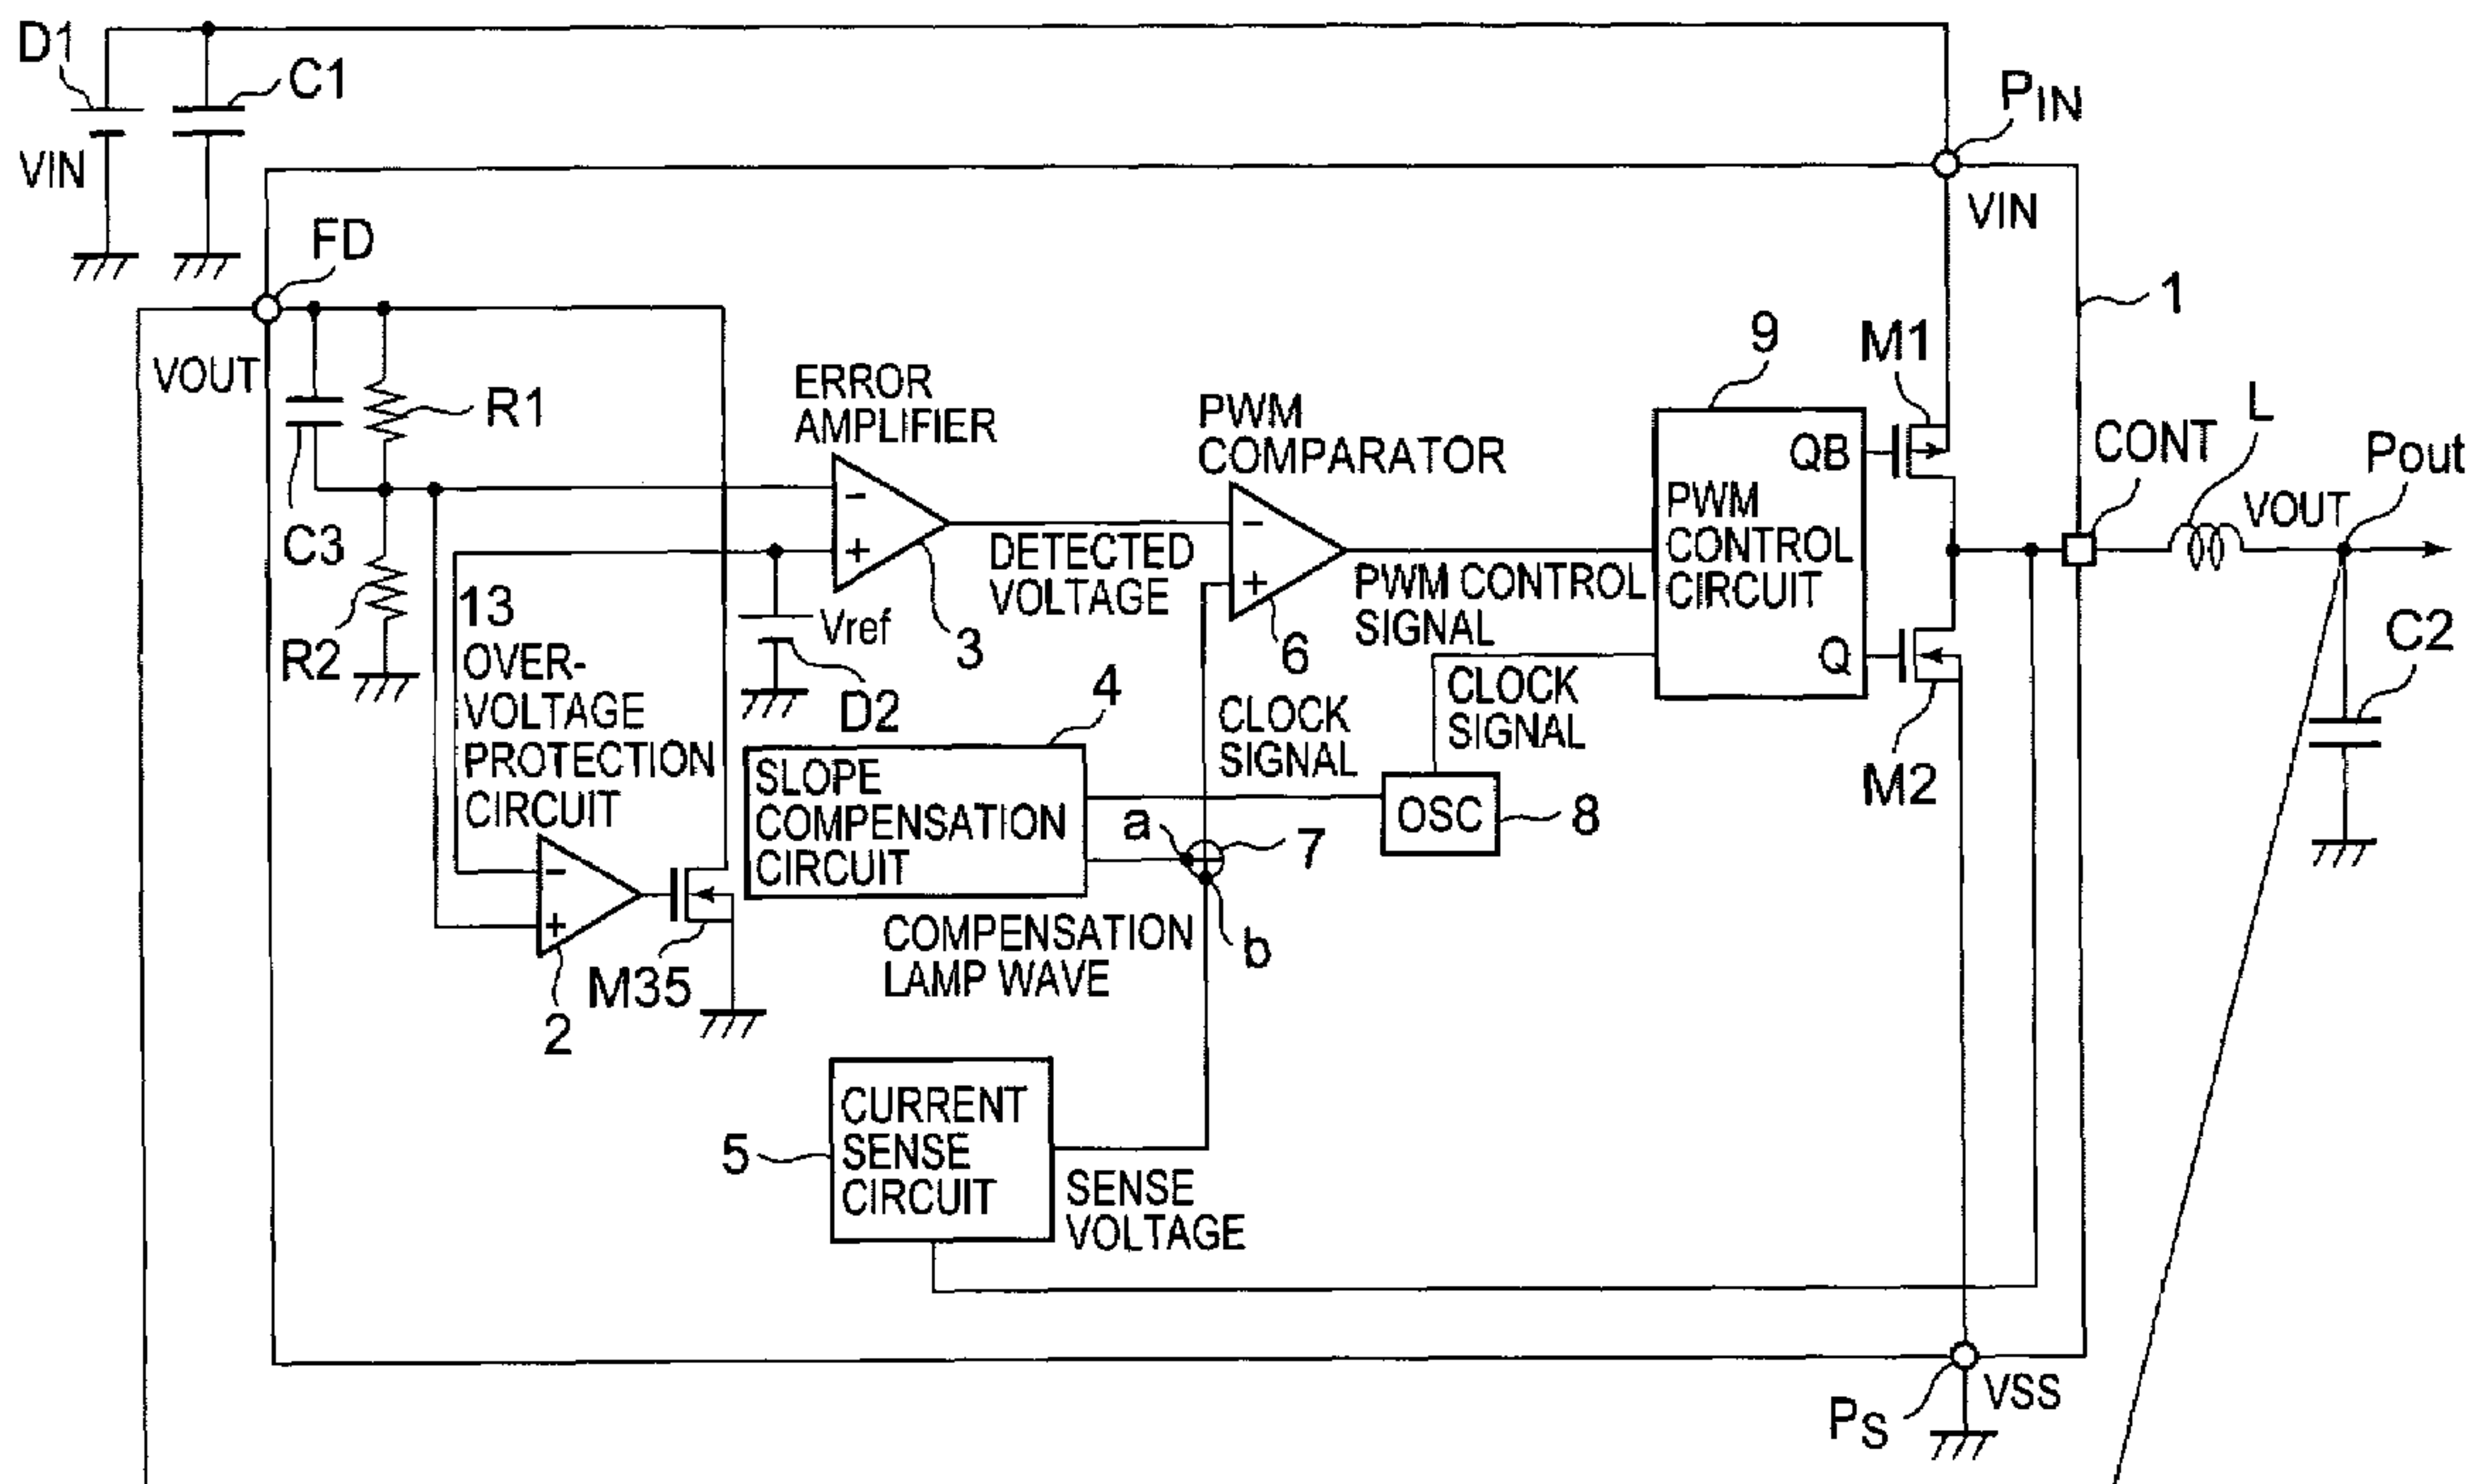 D1
C1
VIN
P_IN
VIN
FD
1
VOUT
R1
C3
R2
ERROR
AMPLIFIER
3
DETECTED
VOLTAGE
Vref
D2
13
OVER-
VOLTAGE
PROTECTION
CIRCUIT
2
M35
PWM
COMPARATOR
6
PWM CONTROL
SIGNAL
CLOCK
SIGNAL
CLOCK
SIGNAL
9
QB
PWM
CONTROL
CIRCUIT
Q
M1
M2
CONT
L
VOUT
Pout
C2
4
SLOPE
COMPENSATION
CIRCUIT
OSC
8
a
7
b
COMPENSATION
LAMP WAVE
5
CURRENT
SENSE
CIRCUIT
SENSE
VOLTAGE
P_S
VSS
-
+
-
+
-
+